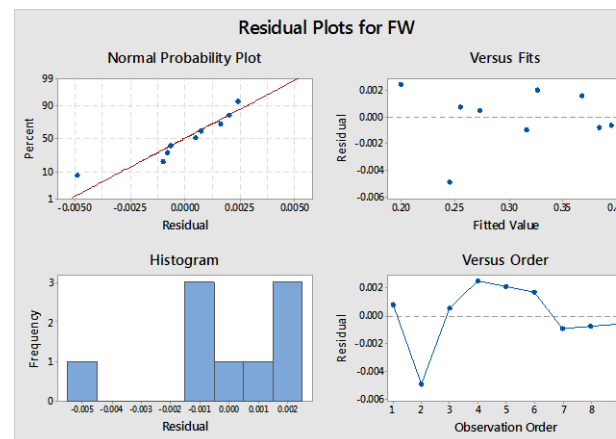 Residual Plots for FW
Normal Probability Plot
Versus Fits
99
90
50
10
1
Percent
-0.0050 -0.0025 0.0000 0.0025 0.0050
Residual
0.002
0.000
-0.002
-0.004
-0.006
Residual
0.20 0.25 0.30 0.35
Fitted Value
Histogram
Versus Order
3
2
1
0
Frequency
-0.005 -0.004 -0.003 -0.002 -0.001 0.000 0.001 0.002
Residual
0.002
0.000
-0.002
-0.004
-0.006
Residual
1 2 3 4 5 6 7 8
Observation Order